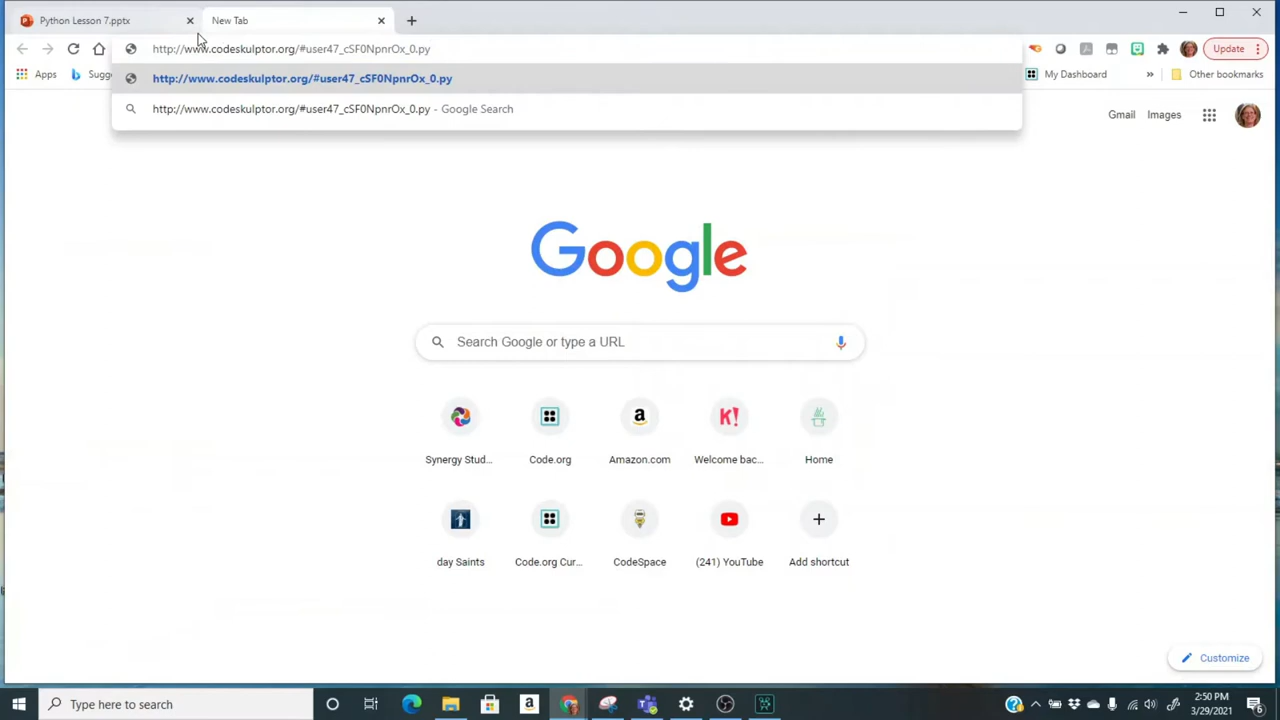 Python Lesson 7.pptx
New Tab
http://www.codeskulptor.org/#user47_cSF0NpnrOx_0.py
Update
http://www.codeskulptor.org/#user47_cSF0NpnrOx_0.py
Apps
Sugg
My Dashboard
»
Other bookmarks
http://www.codeskulptor.org/#user47_cSF0NpnrOx_0.py - Google Search
Gmail Images
Google
Search Google or type a URL
a
K!
Synergy Stud...
Code.org
Amazon.com
Welcome bac...
Home
day Saints
Code.org Cur...
CodeSpace
(241) YouTube
Add shortcut
Customize
Type here to search
a
2:50 PM
3/29/2021
6